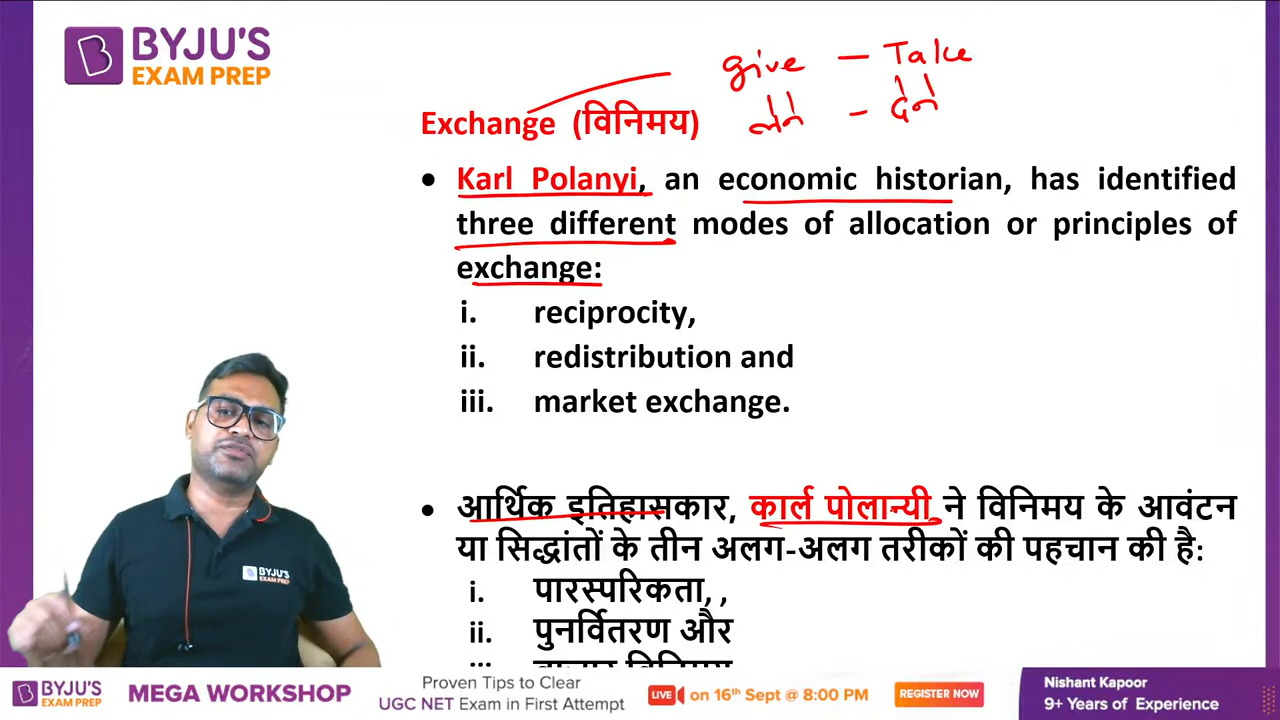 BYJU'S
EXAM PREP
give – Take
लेने – देने
Exchange (विनिमय)
• Karl Polanyi, an economic historian, has identified
three different modes of allocation or principles of
exchange:
i. reciprocity,
ii. redistribution and
iii. market exchange.
• आर्थिक इतिहासकार, कार्ल पोलान्यी ने विनिमय के आवंटन
या सिद्धांतों के तीन अलग-अलग तरीकों की पहचान की है:
i. पारस्परिकता, ,
ii. पुनर्वितरण और
BYJU'S
EXAM PREP
BYJU'S
EXAM PREP
MEGA WORKSHOP
Proven Tips to Clear
UGC NET Exam in First Attempt
LIVE on 16th Sept @ 8:00 PM
REGISTER NOW
Nishant Kapoor
9+ Years of Experience